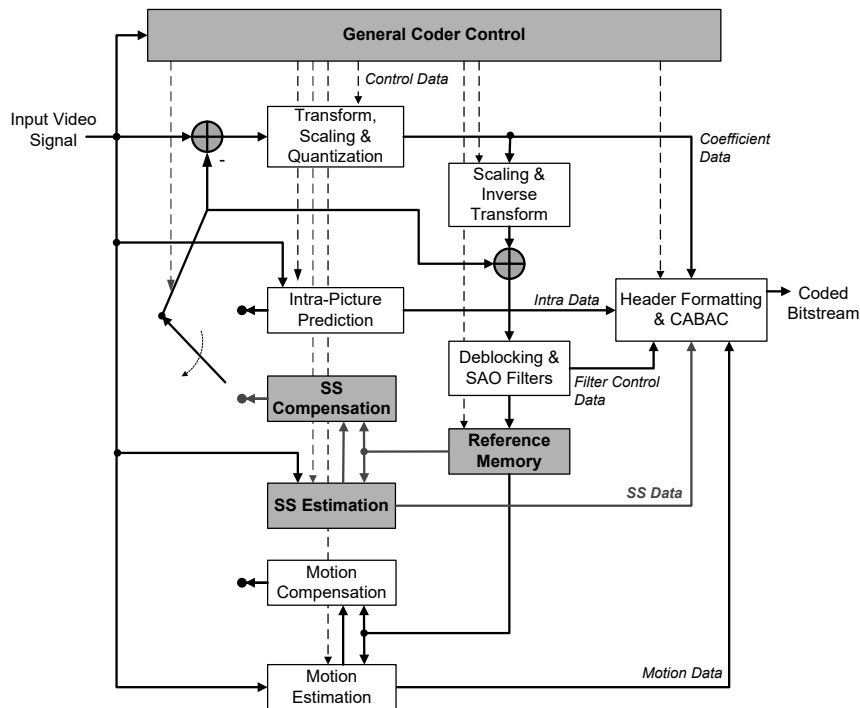 General Coder Control
Control Data
Input Video
Signal
Transform,
Scaling &
Quantization
-
Coefficient
Data
Scaling &
Inverse
Transform
Intra-Picture
Prediction
Intra Data
Header Formatting
& CABAC
Coded
Bitstream
Deblocking &
SAO Filters
Filter Control
Data
SS
Compensation
Reference
Memory
SS Estimation
SS Data
Motion
Compensation
Motion
Estimation
Motion Data